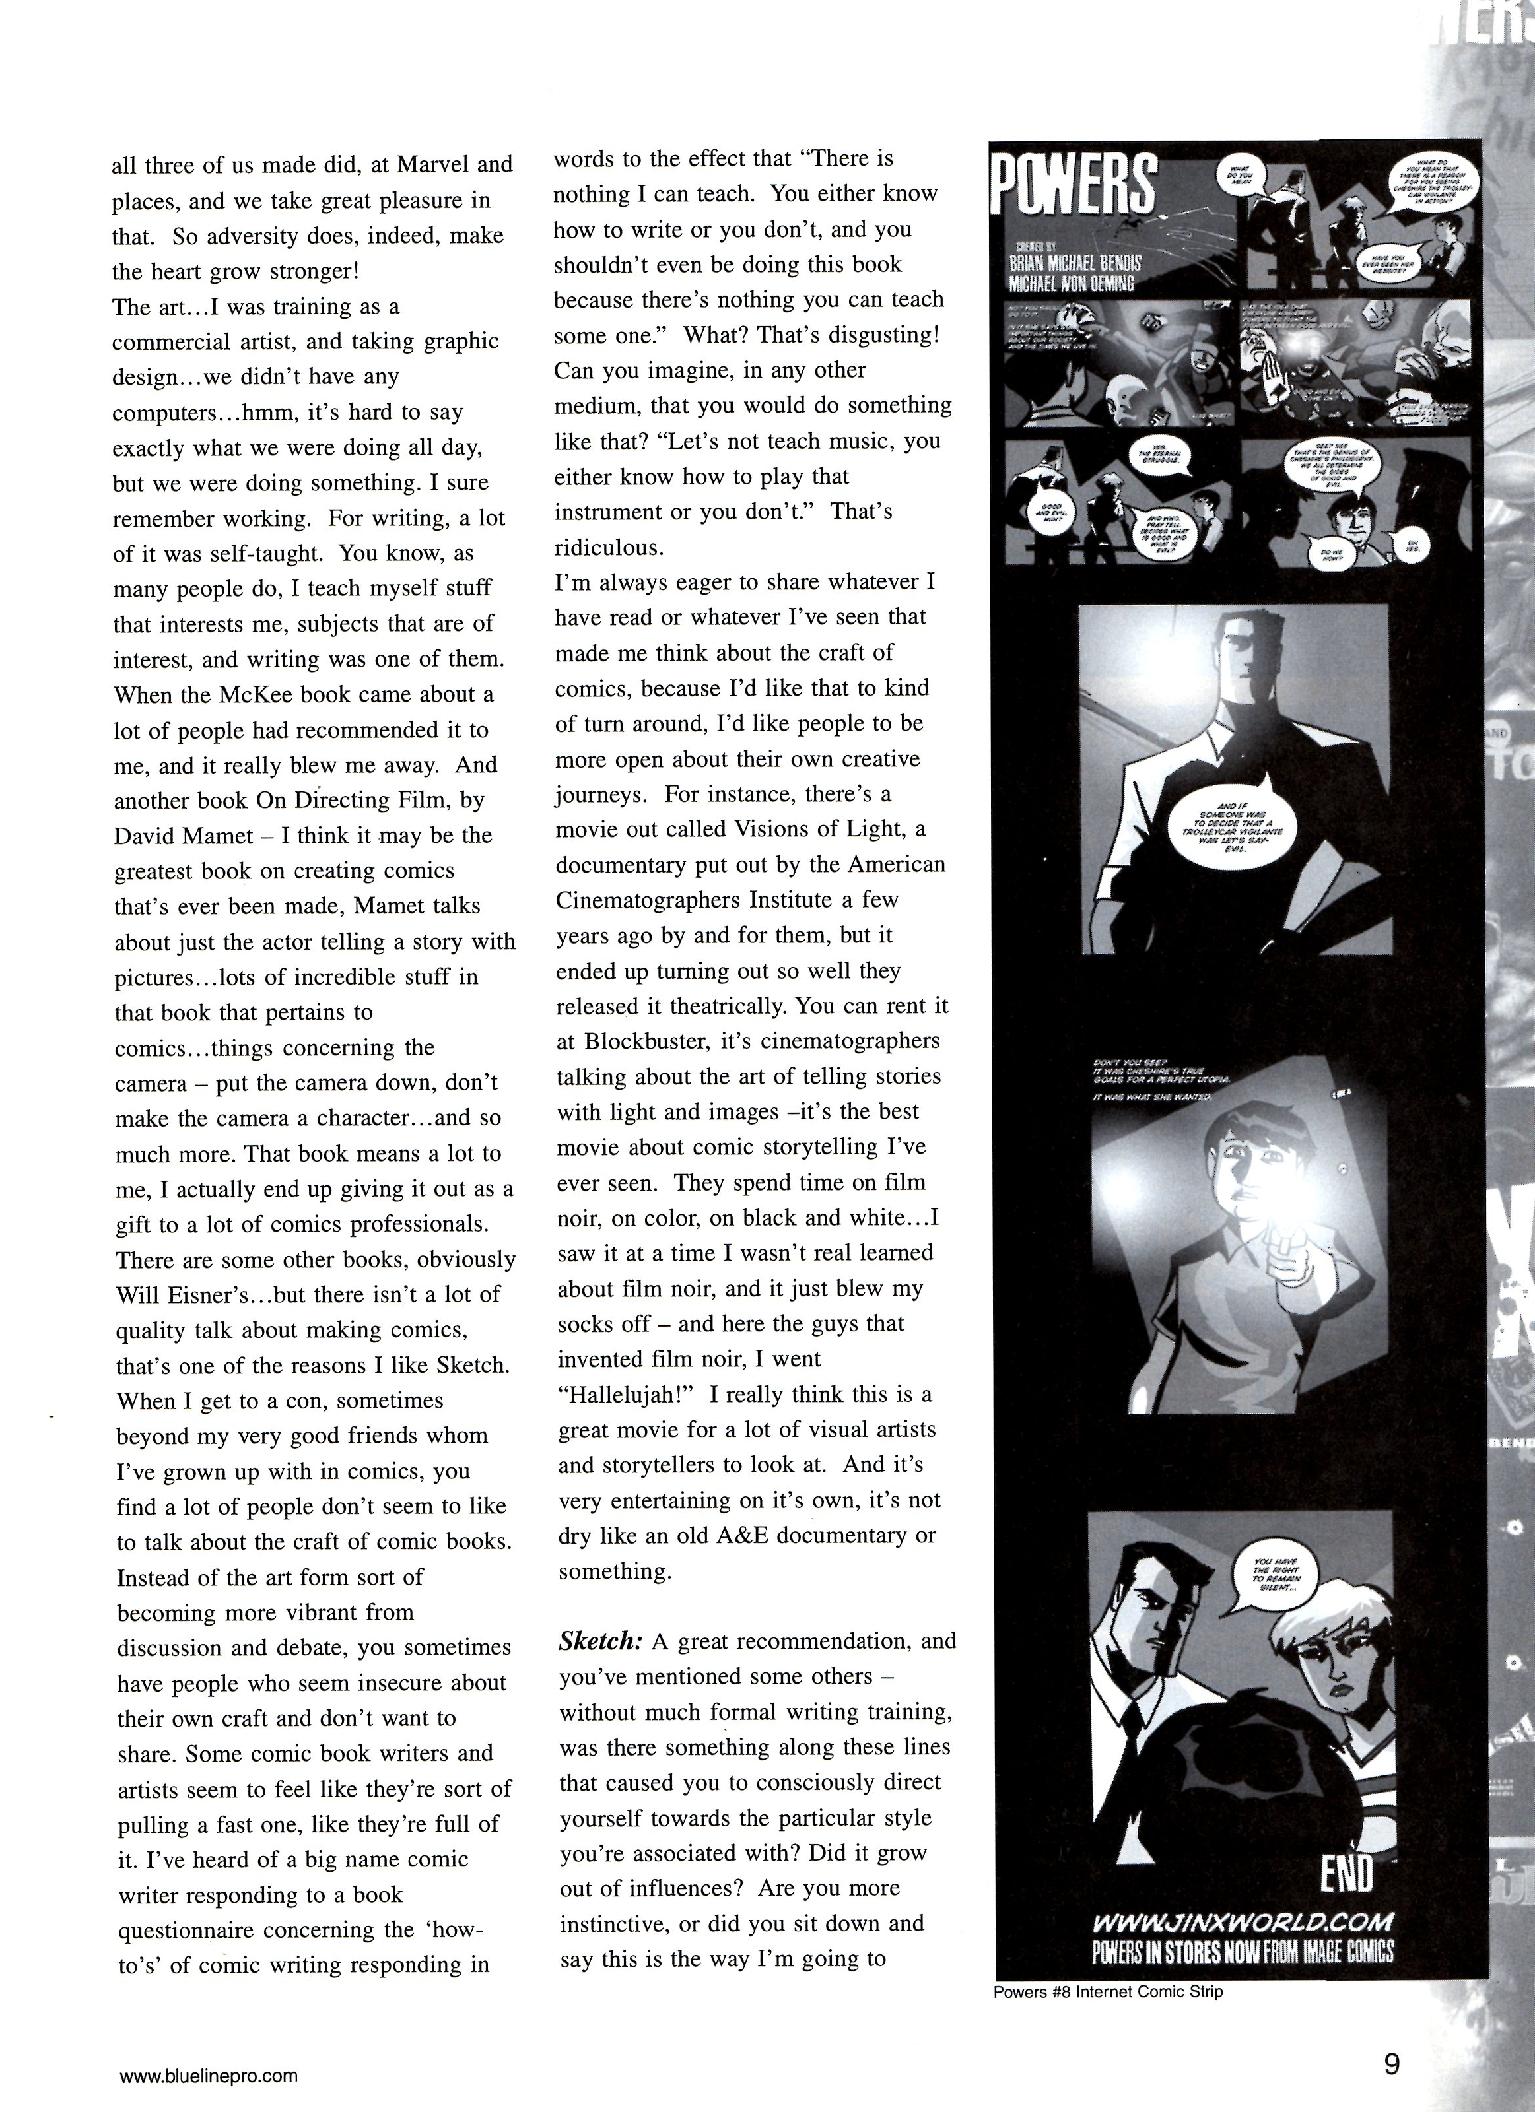 all three of us made did, at Marvel and
places, and we take great pleasure in
that.  So adversity does, indeed, make
the heart grow stronger!
The art…I was training as a
commercial artist, and taking graphic
design…we didn't have any
computers…hmm, it's hard to say
exactly what we were doing all day,
but we were doing something. I sure
remember working.  For writing, a lot
of it was self-taught.  You know, as
many people do, I teach myself stuff
that interests me, subjects that are of
interest, and writing was one of them.
When the McKee book came about a
lot of people had recommended it to
me, and it really blew me away.  And
another book On Directing Film, by
David Mamet – I think it may be the
greatest book on creating comics
that's ever been made, Mamet talks
about just the actor telling a story with
pictures…lots of incredible stuff in
that book that pertains to
comics…things concerning the
camera – put the camera down, don't
make the camera a character…and so
much more. That book means a lot to
me, I actually end up giving it out as a
gift to a lot of comics professionals.
There are some other books, obviously
Will Eisner's…but there isn't a lot of
quality talk about making comics,
that's one of the reasons I like Sketch.
When I get to a con, sometimes
beyond my very good friends whom
I've grown up with in comics, you
find a lot of people don't seem to like
to talk about the craft of comic books.
Instead of the art form sort of
becoming more vibrant from
discussion and debate, you sometimes
have people who seem insecure about
their own craft and don't want to
share. Some comic book writers and
artists seem to feel like they're sort of
pulling a fast one, like they're full of
it. I've heard of a big name comic
writer responding to a book
questionnaire concerning the 'how-
to's' of comic writing responding in
words to the effect that "There is
nothing I can teach.  You either know
how to write or you don't, and you
shouldn't even be doing this book
because there's nothing you can teach
some one."  What? That's disgusting!
Can you imagine, in any other
medium, that you would do something
like that? "Let's not teach music, you
either know how to play that
instrument or you don't."  That's
ridiculous.
I'm always eager to share whatever I
have read or whatever I've seen that
made me think about the craft of
comics, because I'd like that to kind
of turn around, I'd like people to be
more open about their own creative
journeys.  For instance, there's a
movie out called Visions of Light, a
documentary put out by the American
Cinematographers Institute a few
years ago by and for them, but it
ended up turning out so well they
released it theatrically. You can rent it
at Blockbuster, it's cinematographers
talking about the art of telling stories
with light and images –it's the best
movie about comic storytelling I've
ever seen.  They spend time on film
noir, on color, on black and white…I
saw it at a time I wasn't real learned
about film noir, and it just blew my
socks off – and here the guys that
invented film noir, I went
"Hallelujah!"  I really think this is a
great movie for a lot of visual artists
and storytellers to look at.  And it's
very entertaining on it's own, it's not
dry like an old A&E documentary or
something.
Sketch: A great recommendation, and
you've mentioned some others –
without much formal writing training,
was there something along these lines
that caused you to consciously direct
yourself towards the particular style
you're associated with? Did it grow
out of influences?  Are you more
instinctive, or did you sit down and
say this is the way I'm going to
POWERS
CREATED BY
BRIAN MICHAEL BENDIS
MICHAEL AVON OEMING
WHAT
DO YOU
MEAN
WHAT DO
YOU MEAN THAT
THERE IS A REASON
FOR YOU SEEING
CHESHIRE THE TROLLEY-
CAR VIGILANTE
IN ACTION?
HAVE YOU
EVER SEEN HER
WEBSITE?
YES.
THE ETERNAL
STRUGGLE.
GOOD
AND EVIL
HUH?
AND WHO,
PRAY TELL,
DECIDES WHAT
IS GOOD AND
WHAT IS
EVIL?
SEE? SEE
THAT'S THE GENIUS OF
CHESHIRE'S PHILOSOPHY.
WE ALL DETERMINE
THE SIDES
OF GOOD AND
EVIL.
DO WE
NOW?
OH
YES.
AND IF
SOMEONE WAS
TO DECIDE THAT A
TROLLEYCAR VIGILANTE
WAS LET'S SAY-
EVIL.
DON'T YOU SEE?
IT WAS CHESHIRE'S TRUE
GOALS FOR A PERFECT UTOPIA.
IT WAS WHAT SHE WANTED.
YOU HAVE
THE RIGHT
TO REMAIN
SILENT...
END
WWW.JINXWORLD.COM
POWERS IN STORES NOW FROM IMAGE COMICS
Powers #8 Internet Comic Strip
www.bluelinepro.com
9